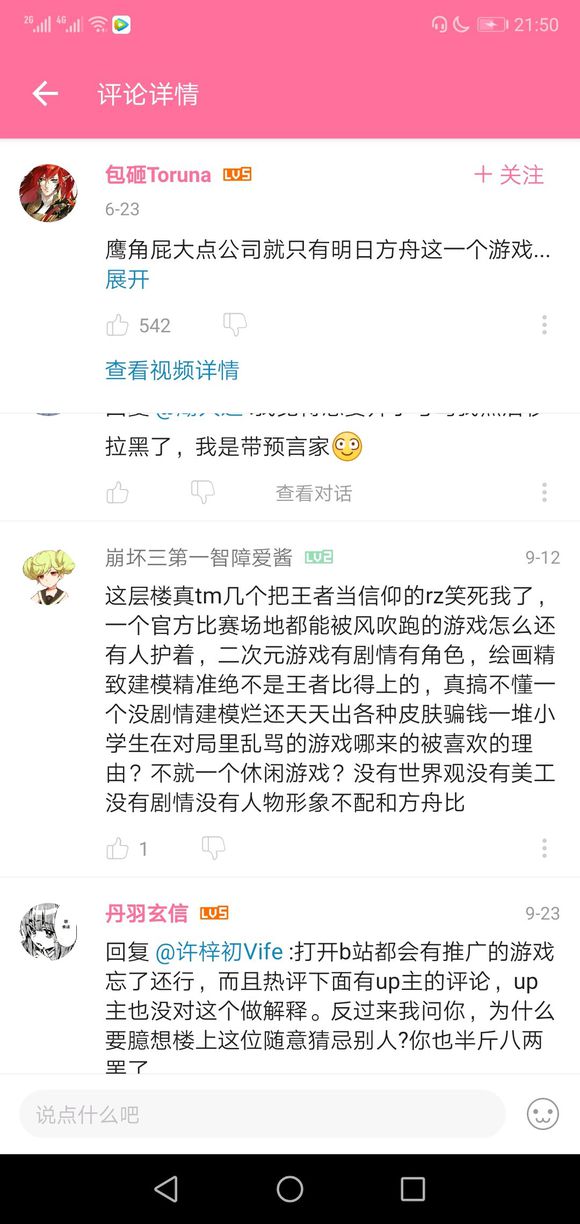 2G 4G 21:50
评论详情
包砸Toruna LV5 + 关注
6-23
鹰角屁大点公司就只有明日方舟这一个游戏...
展开
542
查看视频详情
拉黑了，我是带预言家
查看对话
崩坏三第一智障爱酱 LV2 9-12
这层楼真tm几个把王者当信仰的rz笑死我了，
一个官方比赛场地都能被风吹跑的游戏怎么还
有人护着，二次元游戏有剧情有角色，绘画精
致建模精准绝不是王者比得上的，真搞不懂一
个没剧情建模烂还天天出各种皮肤骗钱一堆小
学生在对局里乱骂的游戏哪来的被喜欢的理
由？不就一个休闲游戏？没有世界观没有美工
没有剧情没有人物形象不配和方舟比
1
丹羽玄信 LV5 9-23
回复 @许梓初Vife :打开b站都会有推广的游戏
忘了还行，而且热评下面有up主的评论，up
主也没对这个做解释。反过来我问你，为什么
要臆想楼上这位随意猜忌别人?你也半斤八两
罢了
说点什么吧